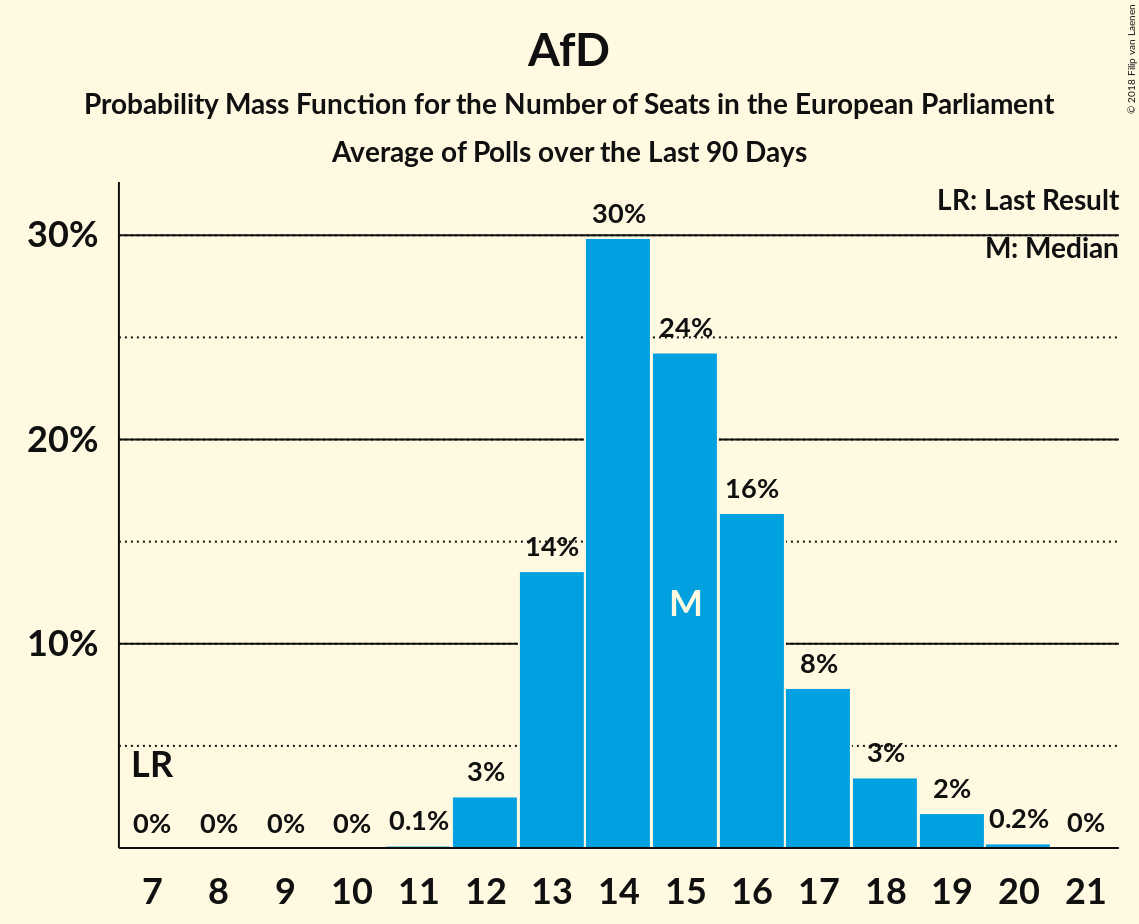 AfD
Probability Mass Function for the Number of Seats in the European Parliament
Average of Polls over the Last 90 Days
© 2018 Filip van Laenen
LR: Last Result
M: Median
30%
20%
10%
LR
M
0%
0%
0%
0%
0.1%
3%
14%
30%
24%
16%
8%
3%
2%
0.2%
0%
7 8 9 10 11 12 13 14 15 16 17 18 19 20 21